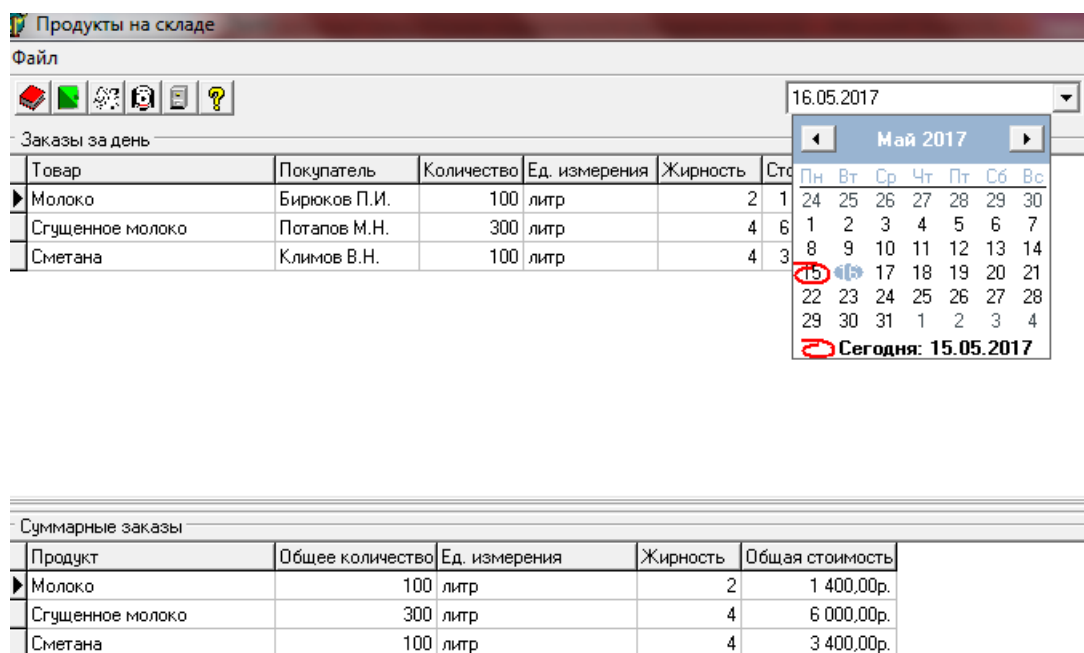 Продукты на складе
Файл
16.05.2017
Заказы за день
Май 2017
Товар Покупатель Количество Ед. измерения Жирность
Пн Вт Ср Чт Пт Сб Вс
Молоко Бирюков П.И. 100 литр 2 1
24 25 26 27 28 29 30
Сгущенное молоко Потапов М.Н. 300 литр 4 6
1 2 3 4 5 6 7
Сметана Климов В.Н. 100 литр 4 3
8 9 10 11 12 13 14
15 16 17 18 19 20 21
22 23 24 25 26 27 28
29 30 31 1 2 3 4
Сегодня: 15.05.2017
Суммарные заказы
Продукт Общее количество Ед. измерения Жирность Общая стоимость
Молоко 100 литр 2 1 400,00р.
Сгущенное молоко 300 литр 4 6 000,00р.
Сметана 100 литр 4 3 400,00р.